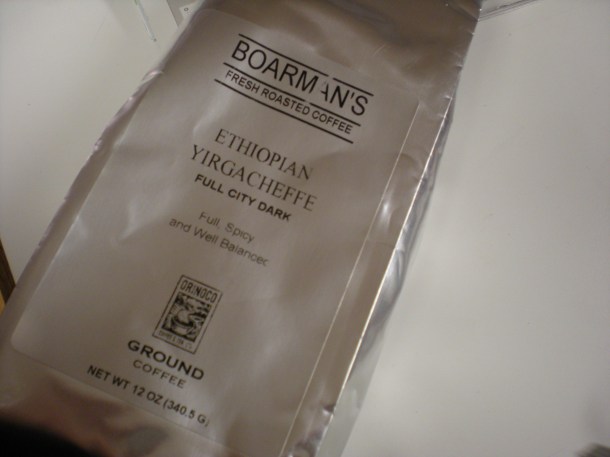 BOARMAN'S
FRESH ROASTED COFFEE
ETHIOPIAN
YIRGACHEFFE
FULL CITY DARK
Full, Spicy
and Well Balanced
ORINOCO
GROUND
COFFEE
NET WT 12 OZ (340.5 G)